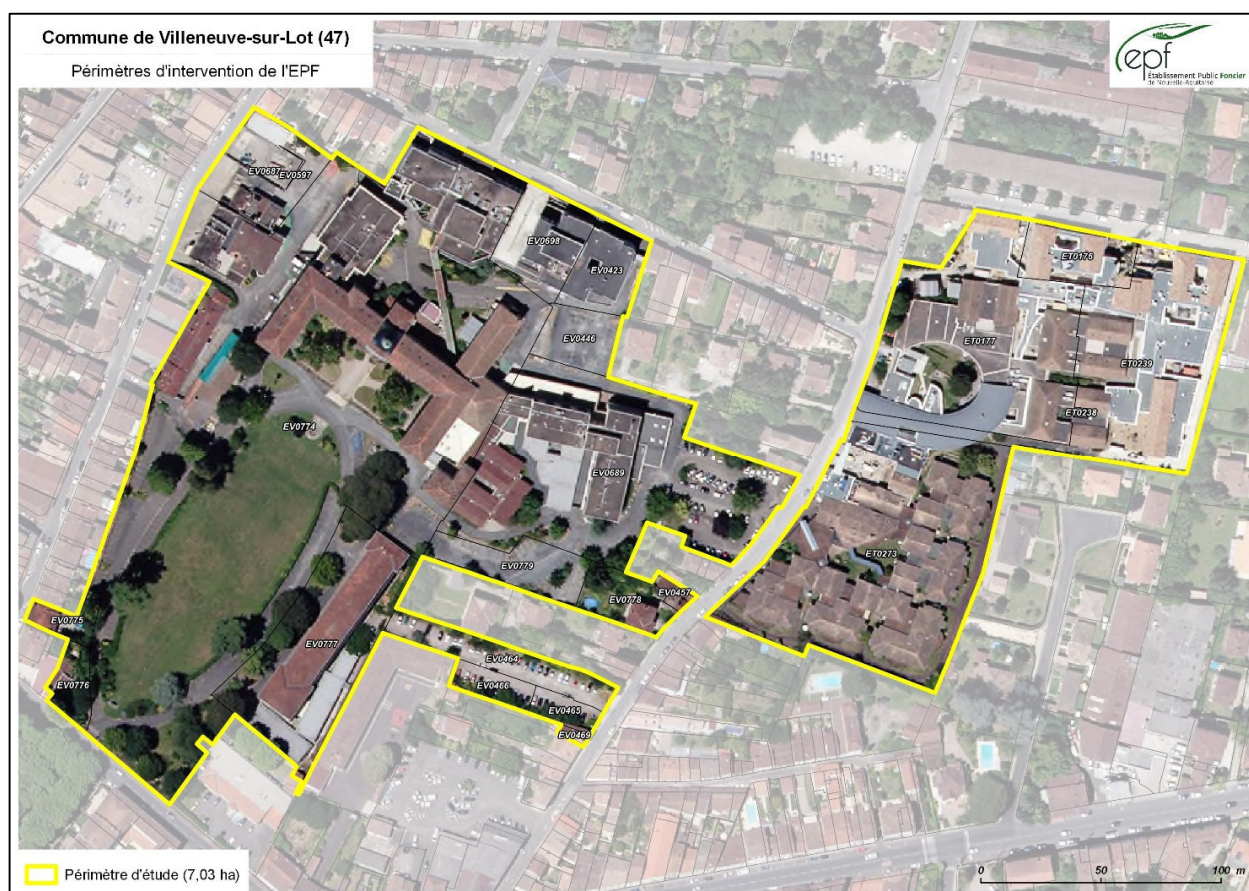 Commune de Villeneuve-sur-Lot (47)
Périmètres d'intervention de l'EPF
epf
Établissement Public Foncier
de Nouvelle-Aquitaine
EV0687
EV0597
EV0698
EV0423
EV0446
ET0176
ET0177
ET0239
ET0238
EV0774
EV0689
ET0273
EV0779
EV0778
EV0457
EV0775
EV0777
EV0776
EV0464
EV0466
EV0465
EV0469
Périmètre d'étude (7,03 ha)
0 50 100 m